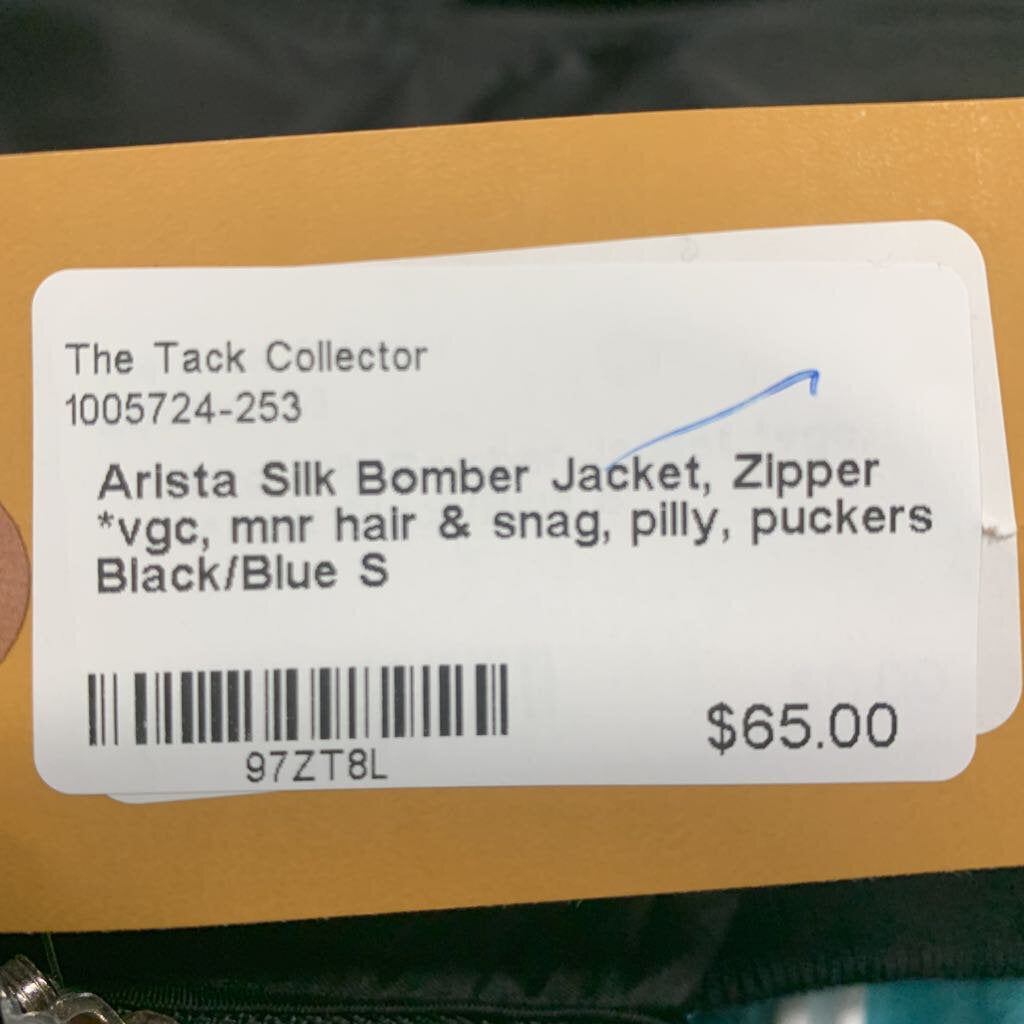 The Tack Collector
1005724-253
Arista Silk Bomber Jacket, Zipper
*vgc, mnr hair & snag, pilly, puckers
Black/Blue S
97ZT8L
$65.00